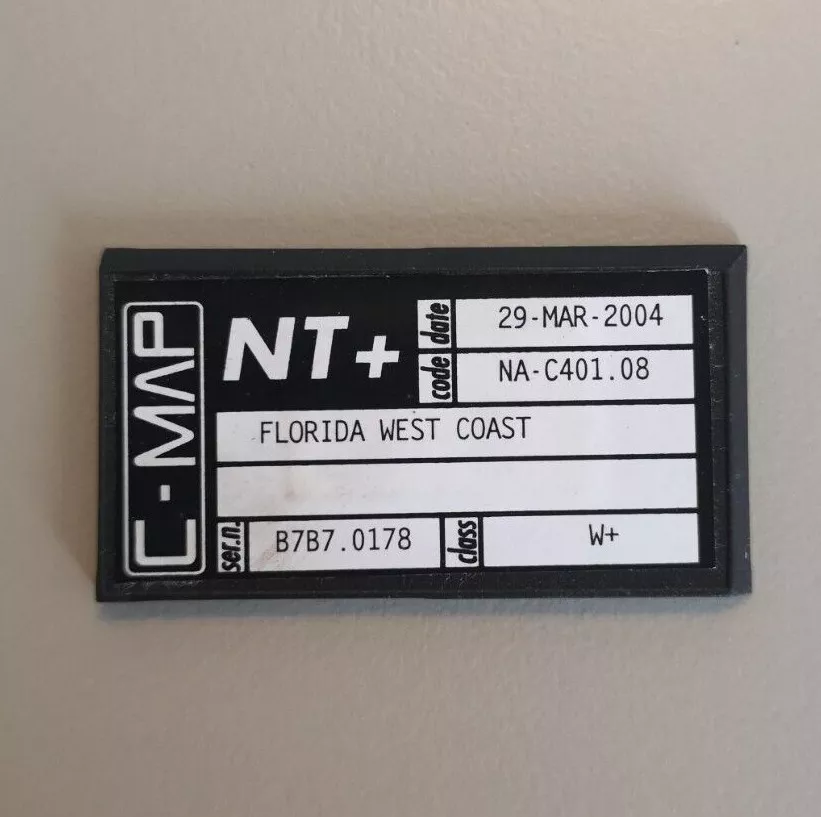 C-MAP
NT+
date 29-MAR-2004
code NA-C401.08
FLORIDA WEST COAST
ser.n. B7B7.0178 class W+